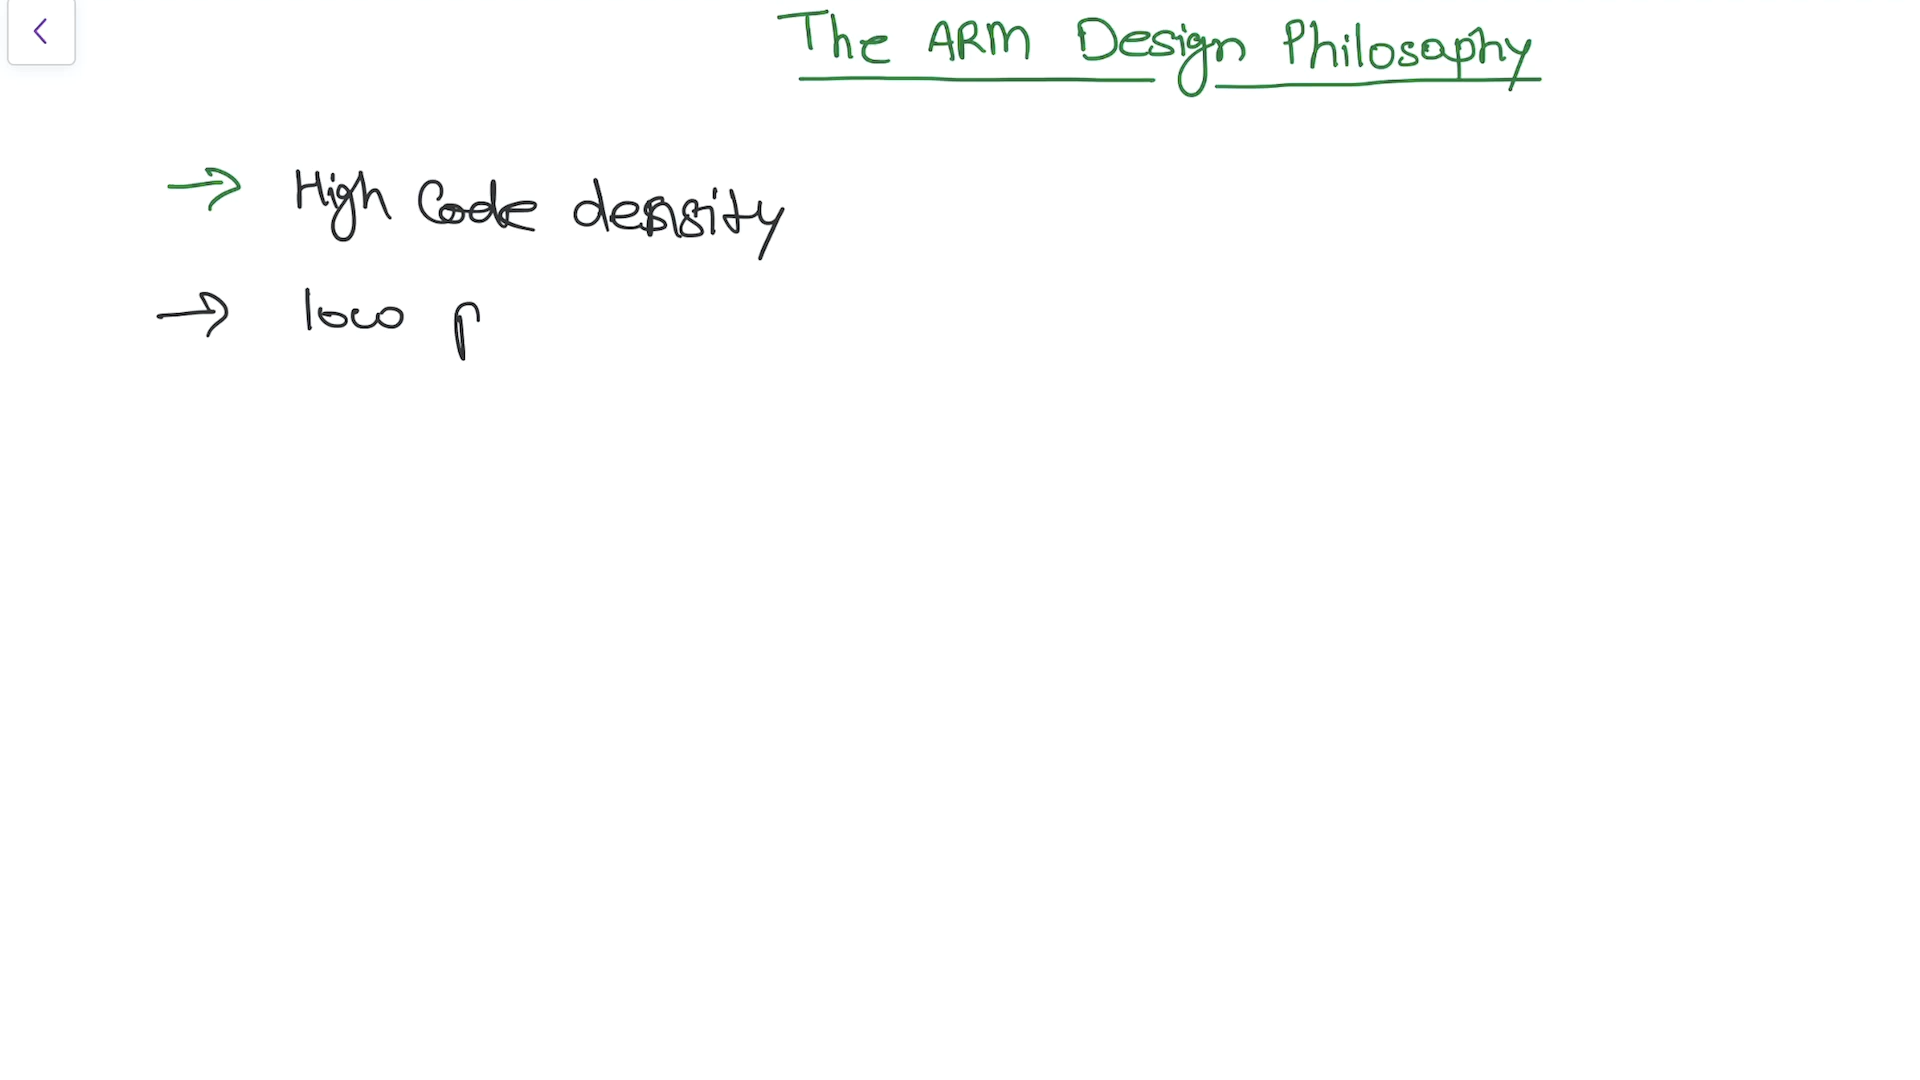 The ARM Design Philosophy
→ High Code density
→ low p